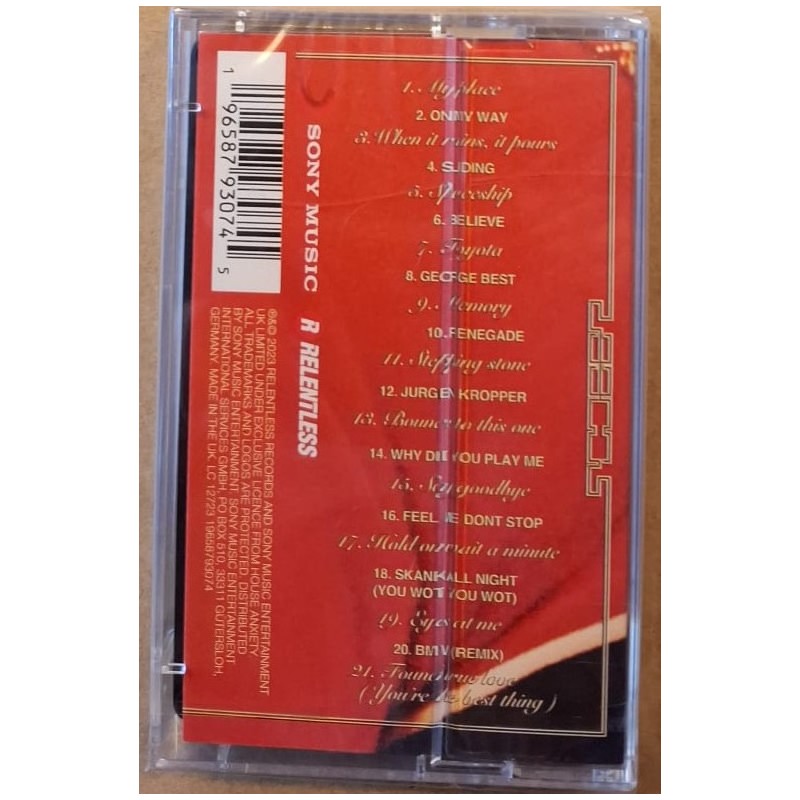 1. My place
2. ON MY WAY
3. When it rains, it pours
4. SLIDING
5. Spaceship
6. BELIEVE
7. Toyota
8. GEORGE BEST
9. Memory
10. RENEGADE
11. Stepping stone
12. JURGEN KROPPER
13. Bounce to this one
14. WHY DID YOU PLAY ME
15. Say goodbye
16. FEEL ME DONT STOP
17. Hold on wait a minute
18. SKANK ALL NIGHT
(YOU WOT YOU WOT)
19. Eyes at me
20. BMW (REMIX)
21. Found true love
(You're the best thing)
SONY MUSIC R RELENTLESS
℗&© 2023 RELENTLESS RECORDS AND SONY MUSIC ENTERTAINMENT
UK LIMITED UNDER EXCLUSIVE LICENCE FROM HOUSE ANXIETY
ALL TRADEMARKS AND LOGOS ARE PROTECTED. DISTRIBUTED
BY SONY MUSIC ENTERTAINMENT. SONY MUSIC ENTERTAINMENT
INTERNATIONAL SERVICES GMBH, PO BOX 510, 33311 GUTERSLOH,
GERMANY. MADE IN THE UK. LC 12723 19658793074
1 96587 93074 5